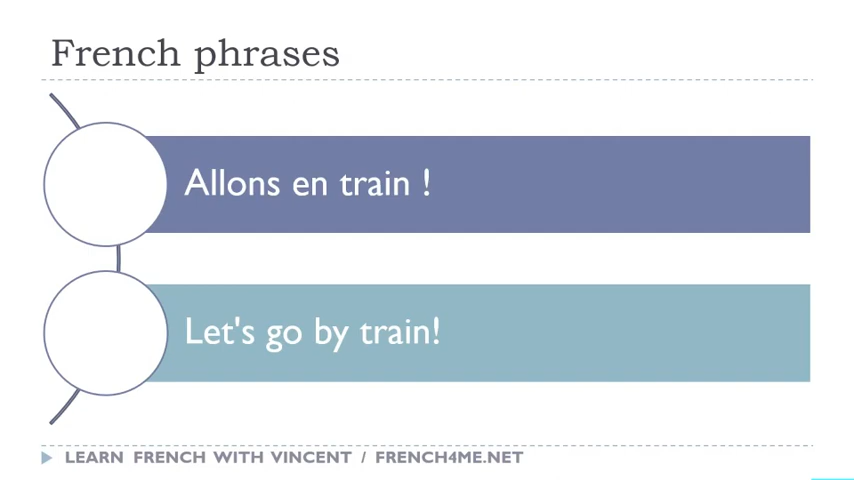 French phrases
Allons en train !
Let's go by train!
LEARN FRENCH WITH VINCENT / FRENCH4ME.NET